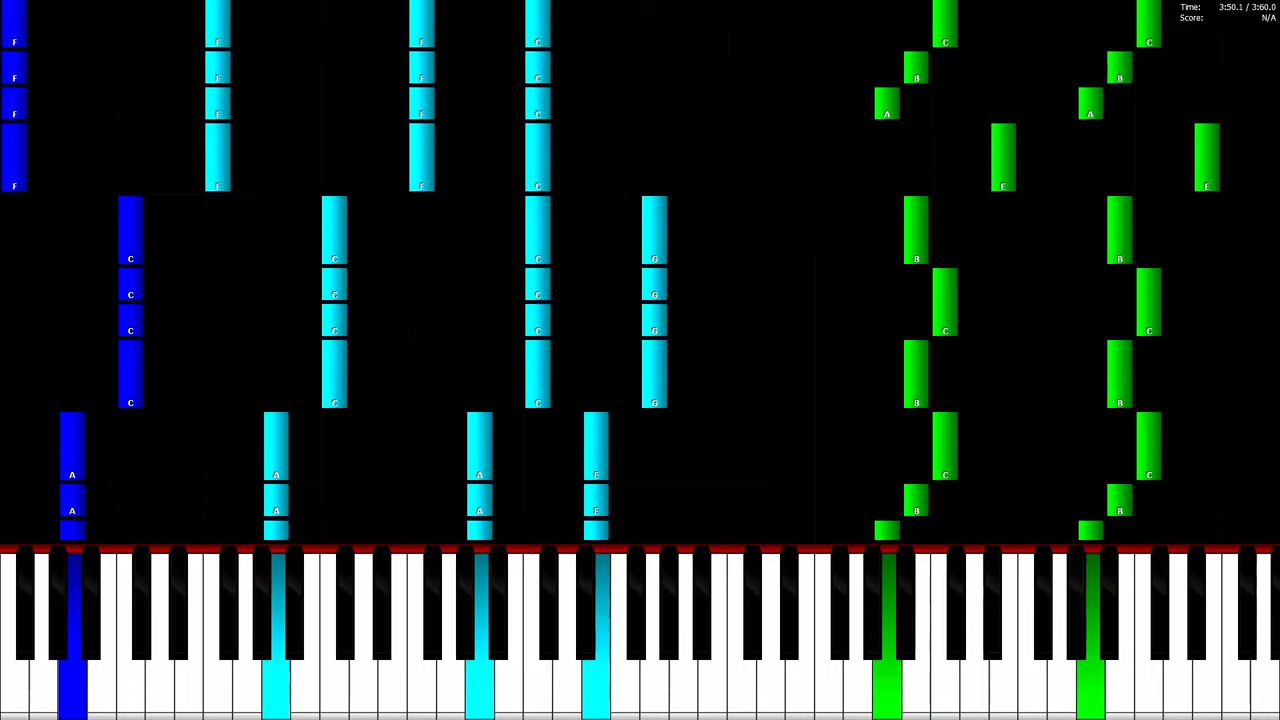 Time: 3:50.1 / 3:60.0
Score: N/A
F F F C C C
F F F C B B
F F F C A A
F F F C E E
C C C G B B
C C C G
C C C G C C
C C C G B B
A A A E C C
A A A E B B